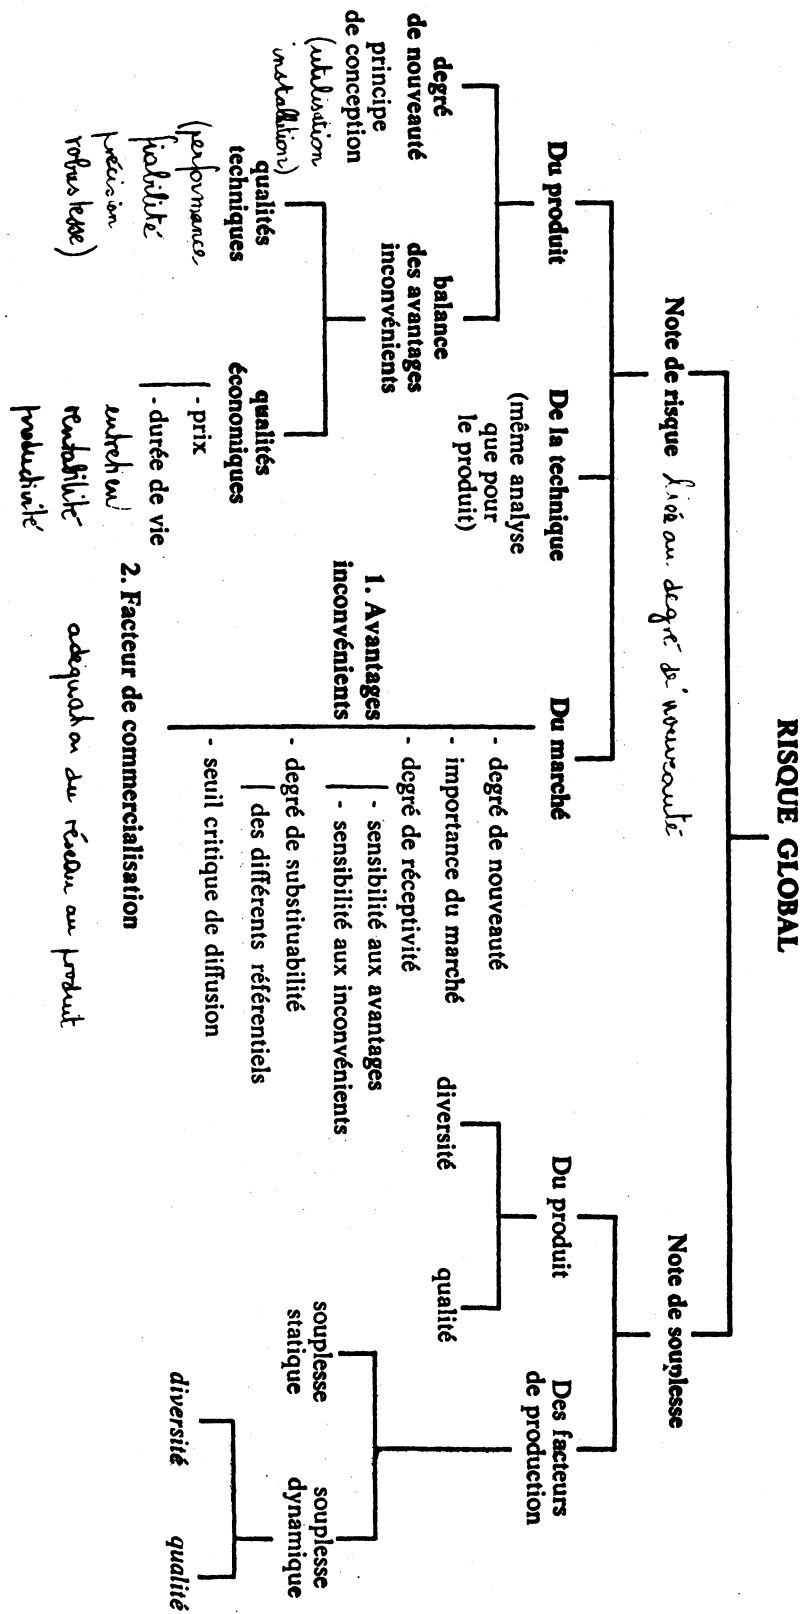 RISQUE GLOBAL
Note de risque liée au degré de nouveauté
Note de souplesse
Du produit
De la technique
(même analyse
que pour
le produit)
Du marché
Du produit
Des facteurs
de production
degré
de nouveauté
principe
de conception
(utilisation
installation)
balance
des avantages
inconvénients
qualités
techniques
(performance
fiabilité
précision
robustesse)
qualités
économiques
- prix
- durée de vie
entretien
rentabilité
productivité
1. Avantages
inconvénients
- degré de nouveauté
- importance du marché
- degré de réceptivité
- sensibilité aux avantages
- sensibilité aux inconvénients
- degré de substituabilité
des différents référentiels
- seuil critique de diffusion
2. Facteur de commercialisation
adéquation du réseau au produit
diversité
qualité
souplesse
statique
souplesse
dynamique
diversité
qualité